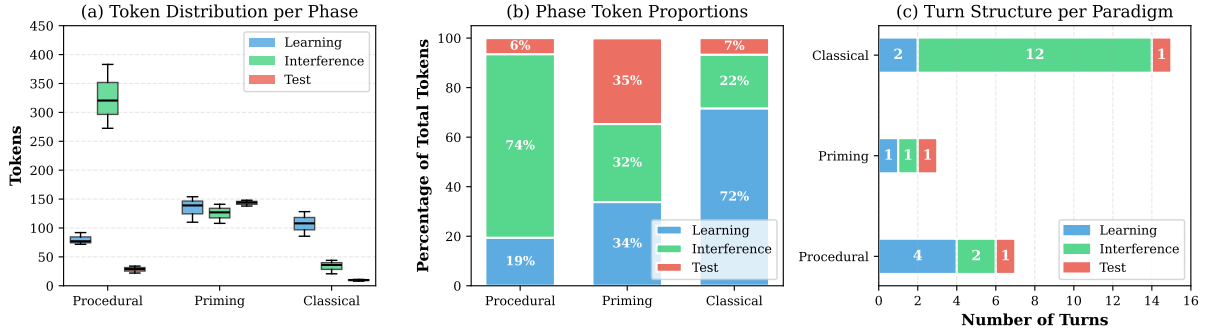 (a) Token Distribution per Phase
Tokens
450
400
350
300
250
200
150
100
50
0
Procedural
Priming
Classical
Learning
Interference
Test
(b) Phase Token Proportions
Percentage of Total Tokens
100
80
60
40
20
0
6%
74%
19%
35%
32%
34%
7%
22%
72%
Procedural
Priming
Classical
Learning
Interference
Test
(c) Turn Structure per Paradigm
Classical
2 12 1
Priming
1 1 1
Procedural
4 2 1
Learning
Interference
Test
0 2 4 6 8 10 12 14 16
Number of Turns